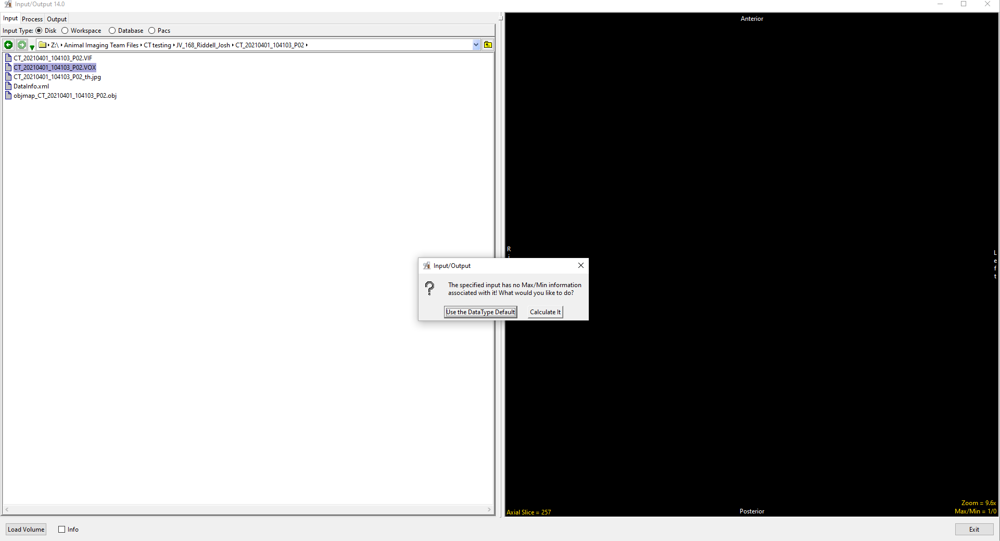 Input/Output 14.0
Input Process Output
Input Type: Disk Workspace Database Pacs
Z:\ Animal Imaging Team Files CT testing JV_168_Riddell_Josh CT_20210401_104103_P02
CT_20210401_104103_P02.VIF
CT_20210401_104103_P02.VOX
CT_20210401_104103_P02_th.jpg
DataInfo.xml
objmap_CT_20210401_104103_P02.obj
Anterior
R
i
L
e
f
t
Input/Output
The specified input has no Max/Min information
associated with it! What would you like to do?
Use the DataType Default Calculate It
Zoom = 9.6x
Axial Slice = 257 Posterior Max/Min = 1/0
Load Volume Info Exit